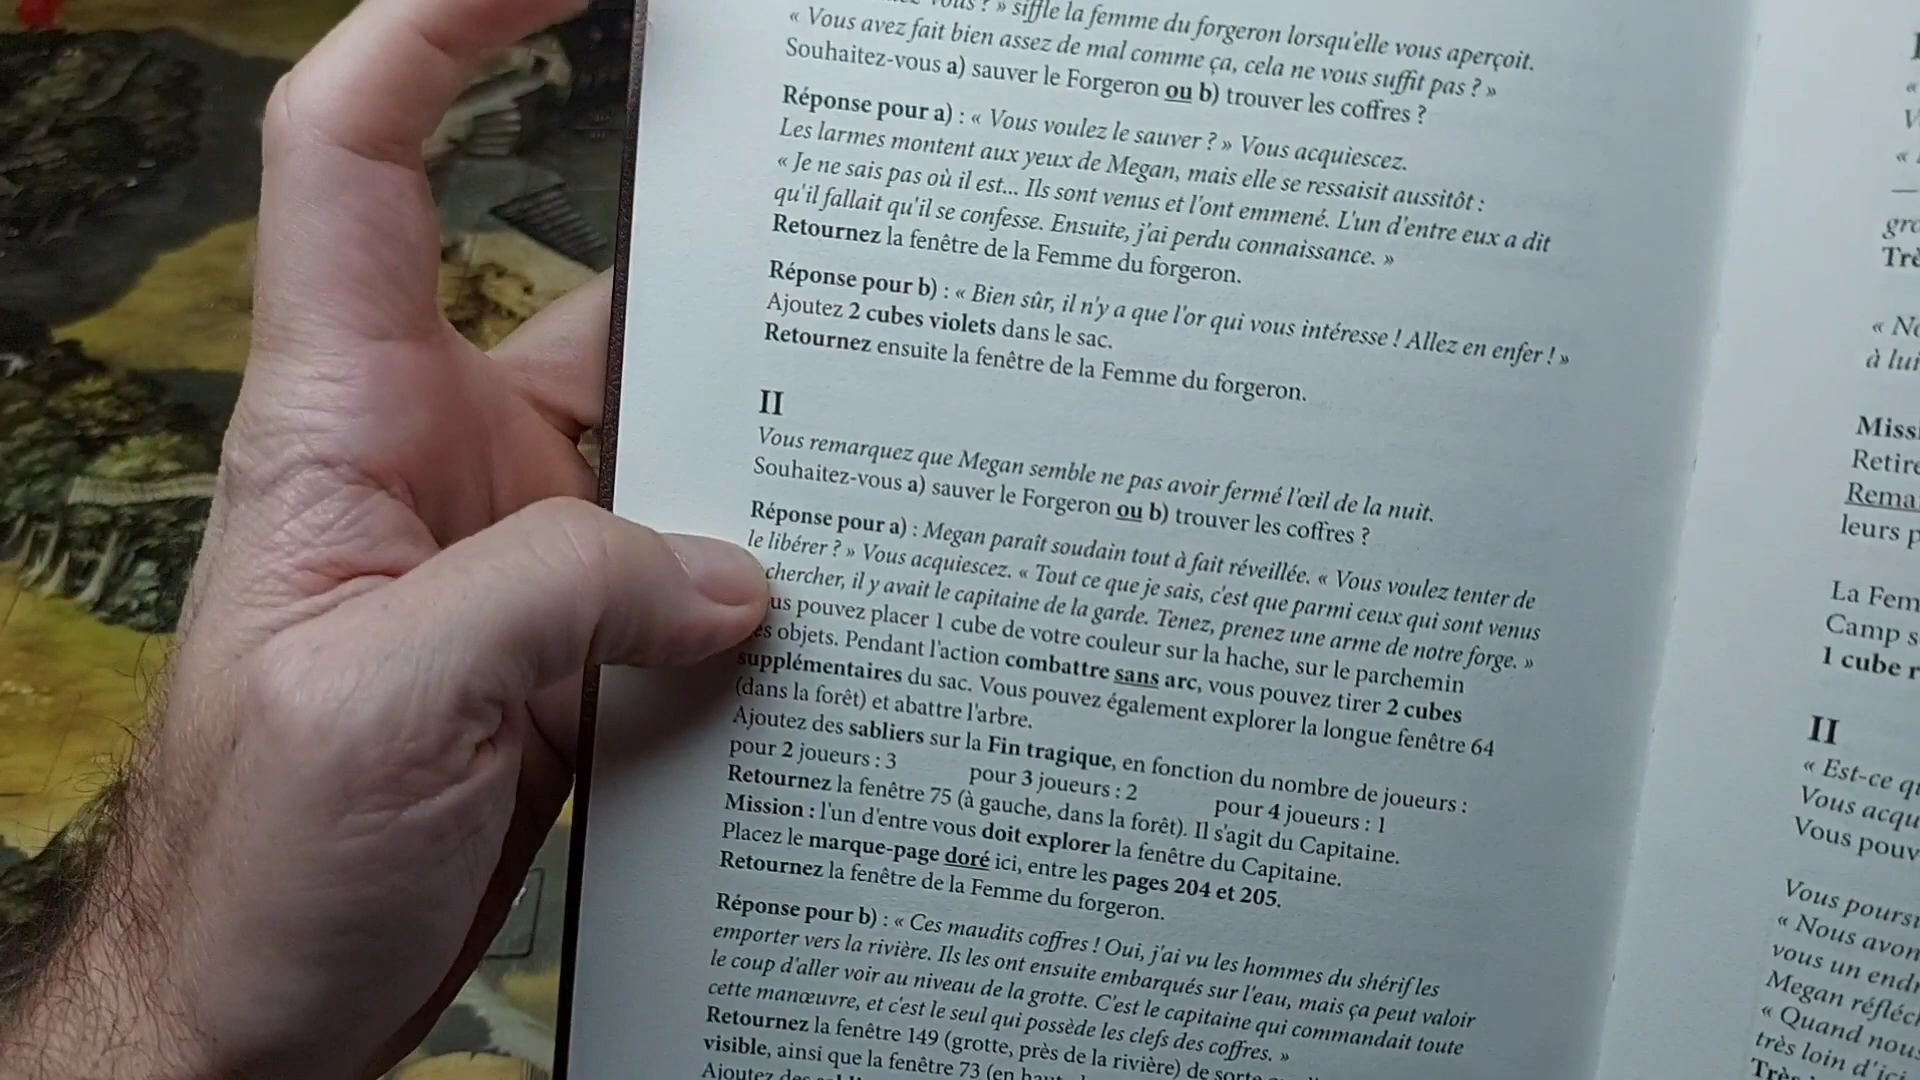 vous ? » siffle la femme du forgeron lorsqu'elle vous aperçoit.
« Vous avez fait bien assez de mal comme ça, cela ne vous suffit pas ? »
Souhaitez-vous a) sauver le Forgeron ou b) trouver les coffres ?
Réponse pour a) : « Vous voulez le sauver ? » Vous acquiescez.
Les larmes montent aux yeux de Megan, mais elle se ressaisit aussitôt :
« Je ne sais pas où il est... Ils sont venus et l'ont emmené. L'un d'entre eux a dit
qu'il fallait qu'il se confesse. Ensuite, j'ai perdu connaissance. »
Retournez la fenêtre de la Femme du forgeron.
Réponse pour b) : « Bien sûr, il n'y a que l'or qui vous intéresse ! Allez en enfer ! »
Ajoutez 2 cubes violets dans le sac.
Retournez ensuite la fenêtre de la Femme du forgeron.
II
Vous remarquez que Megan semble ne pas avoir fermé l'œil de la nuit.
Souhaitez-vous a) sauver le Forgeron ou b) trouver les coffres ?
Réponse pour a) : Megan paraît soudain tout à fait réveillée. « Vous voulez tenter de
le libérer ? » Vous acquiescez. « Tout ce que je sais, c'est que parmi ceux qui sont venus
chercher, il y avait le capitaine de la garde. Tenez, prenez une arme de notre forge. »
pouvez placer 1 cube de votre couleur sur la hache, sur le parchemin
objets. Pendant l'action combattre sans arc, vous pouvez tirer 2 cubes
supplémentaires du sac. Vous pouvez également explorer la longue fenêtre 64
(dans la forêt) et abattre l'arbre.
Ajoutez des sabliers sur la Fin tragique, en fonction du nombre de joueurs :
pour 2 joueurs : 3 pour 3 joueurs : 2 pour 4 joueurs : 1
Retournez la fenêtre 75 (à gauche, dans la forêt). Il s'agit du Capitaine.
Mission : l'un d'entre vous doit explorer la fenêtre du Capitaine.
Placez le marque-page doré ici, entre les pages 204 et 205.
Retournez la fenêtre de la Femme du forgeron.
Réponse pour b) : « Ces maudits coffres ! Oui, j'ai vu les hommes du shérif les
emporter vers la rivière. Ils les ont ensuite embarqués sur l'eau, mais ça peut valoir
le coup d'aller voir au niveau de la grotte. C'est le capitaine qui commandait toute
cette manœuvre, et c'est le seul qui possède les clefs des coffres. »
Retournez la fenêtre 149 (grotte, près de la rivière) de
visible, ainsi que la fenêtre 73 (en
Ajoutez des
«
«
à lui
leurs p
La Fem
Camp s
1 cube
II
« Est-ce
Vous
Vous
Vous
« Nous
vous un
Megan
« Quand nous
très loin d'ici